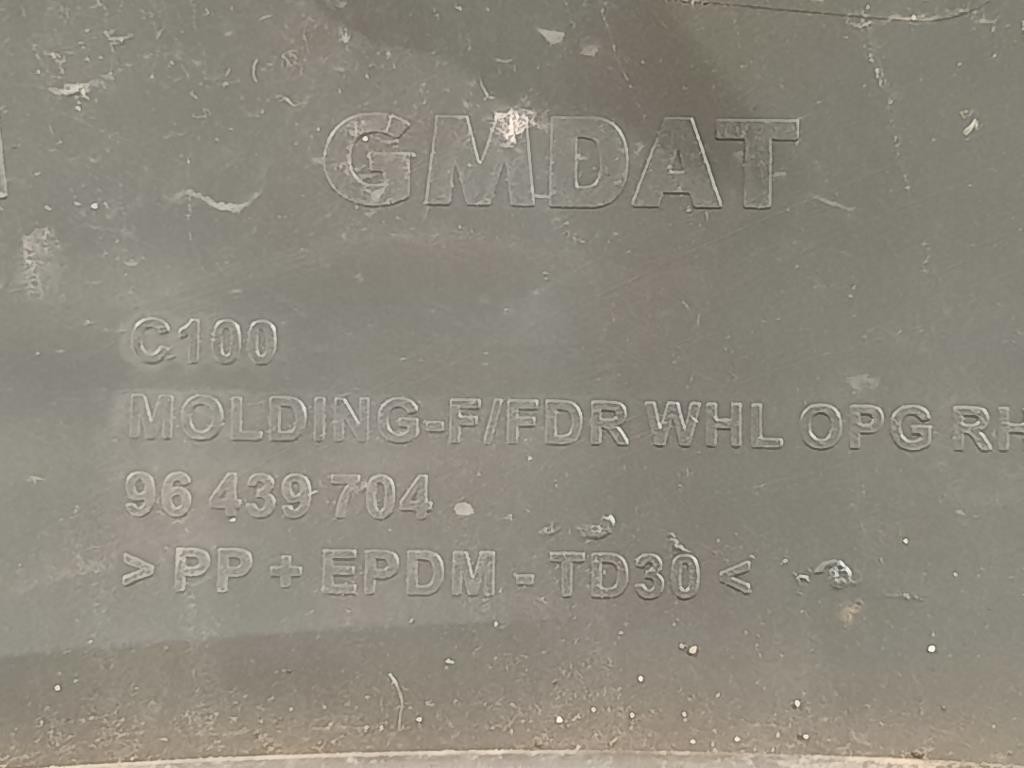 GMDAT
C100
MOLDING-F/FDR WHL OPG RH
96 439 704
> PP + EPDM - TD30 <